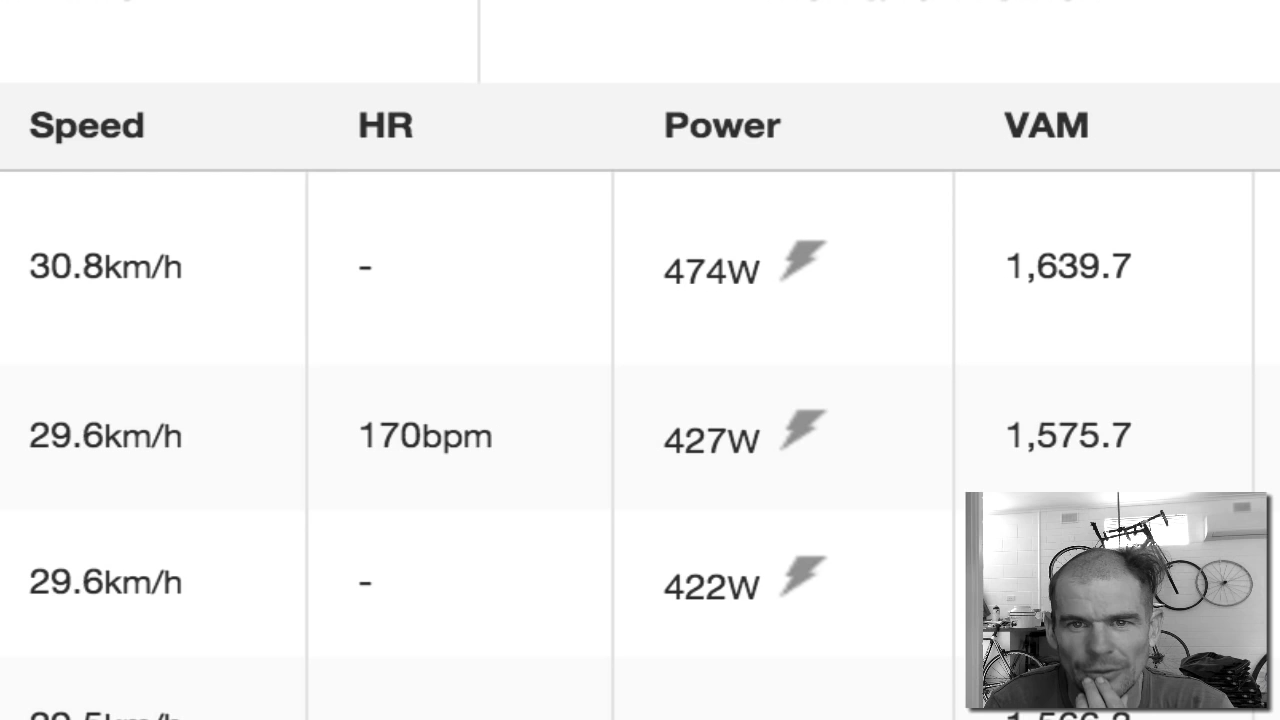 Speed HR Power VAM
30.8km/h - 474W 1,639.7
29.6km/h 170bpm 427W 1,575.7
29.6km/h - 422W